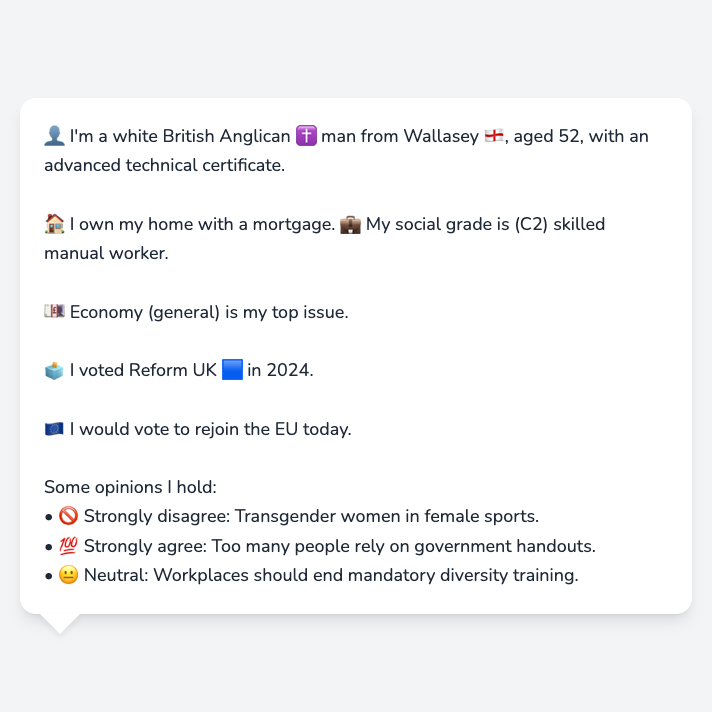 👤 I'm a white British Anglican ✝️ man from Wallasey 🏴󠁧󠁢󠁥󠁮󠁧󠁿, aged 52, with an
advanced technical certificate.
🏠 I own my home with a mortgage. 💼 My social grade is (C2) skilled
manual worker.
💷 Economy (general) is my top issue.
🗳️ I voted Reform UK 🟦 in 2024.
🇪🇺 I would vote to rejoin the EU today.
Some opinions I hold:
• 🚫 Strongly disagree: Transgender women in female sports.
• 💯 Strongly agree: Too many people rely on government handouts.
• 😐 Neutral: Workplaces should end mandatory diversity training.